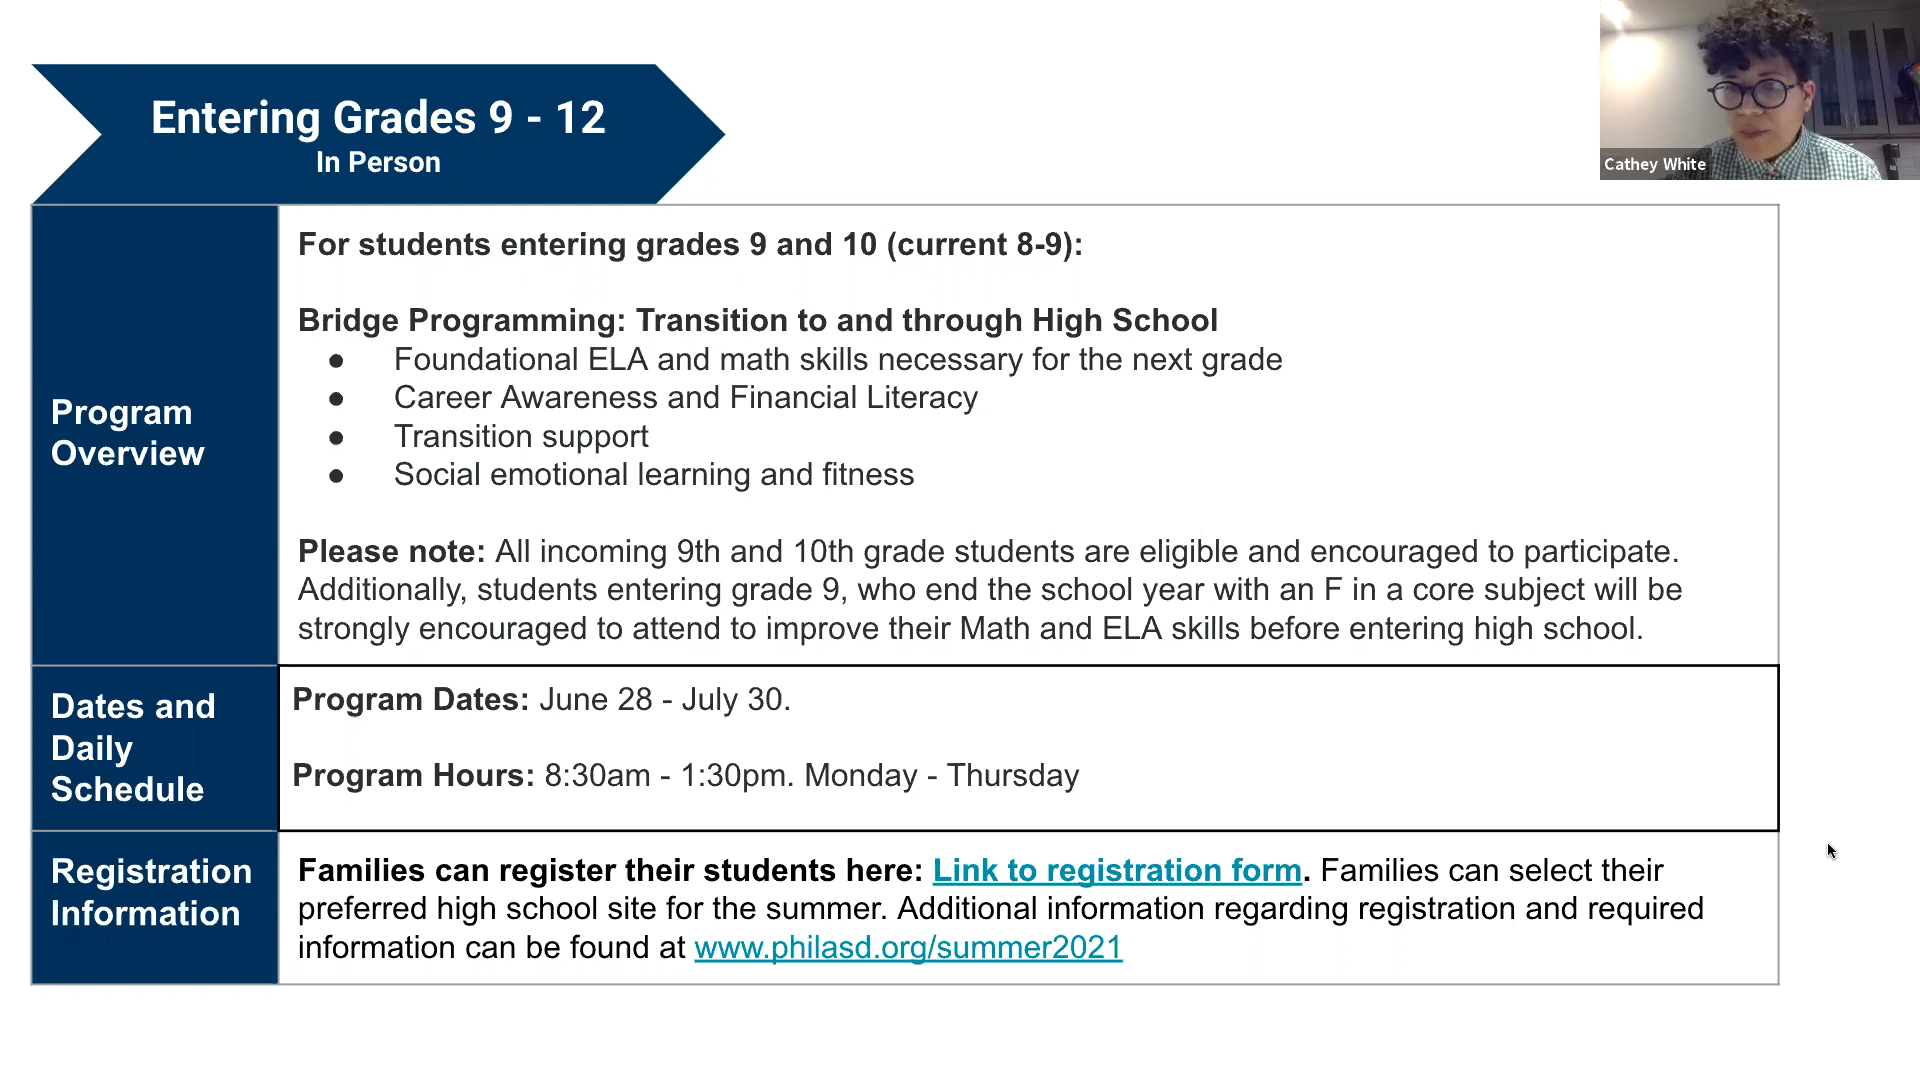 Entering Grades 9 - 12
In Person
Cathey White
Program
Overview
For students entering grades 9 and 10 (current 8-9):
Bridge Programming: Transition to and through High School
● Foundational ELA and math skills necessary for the next grade
● Career Awareness and Financial Literacy
● Transition support
● Social emotional learning and fitness
Please note: All incoming 9th and 10th grade students are eligible and encouraged to participate.
Additionally, students entering grade 9, who end the school year with an F in a core subject will be
strongly encouraged to attend to improve their Math and ELA skills before entering high school.
Dates and
Daily
Schedule
Program Dates: June 28 - July 30.
Program Hours: 8:30am - 1:30pm. Monday - Thursday
Registration
Information
Families can register their students here: Link to registration form. Families can select their
preferred high school site for the summer. Additional information regarding registration and required
information can be found at www.philasd.org/summer2021